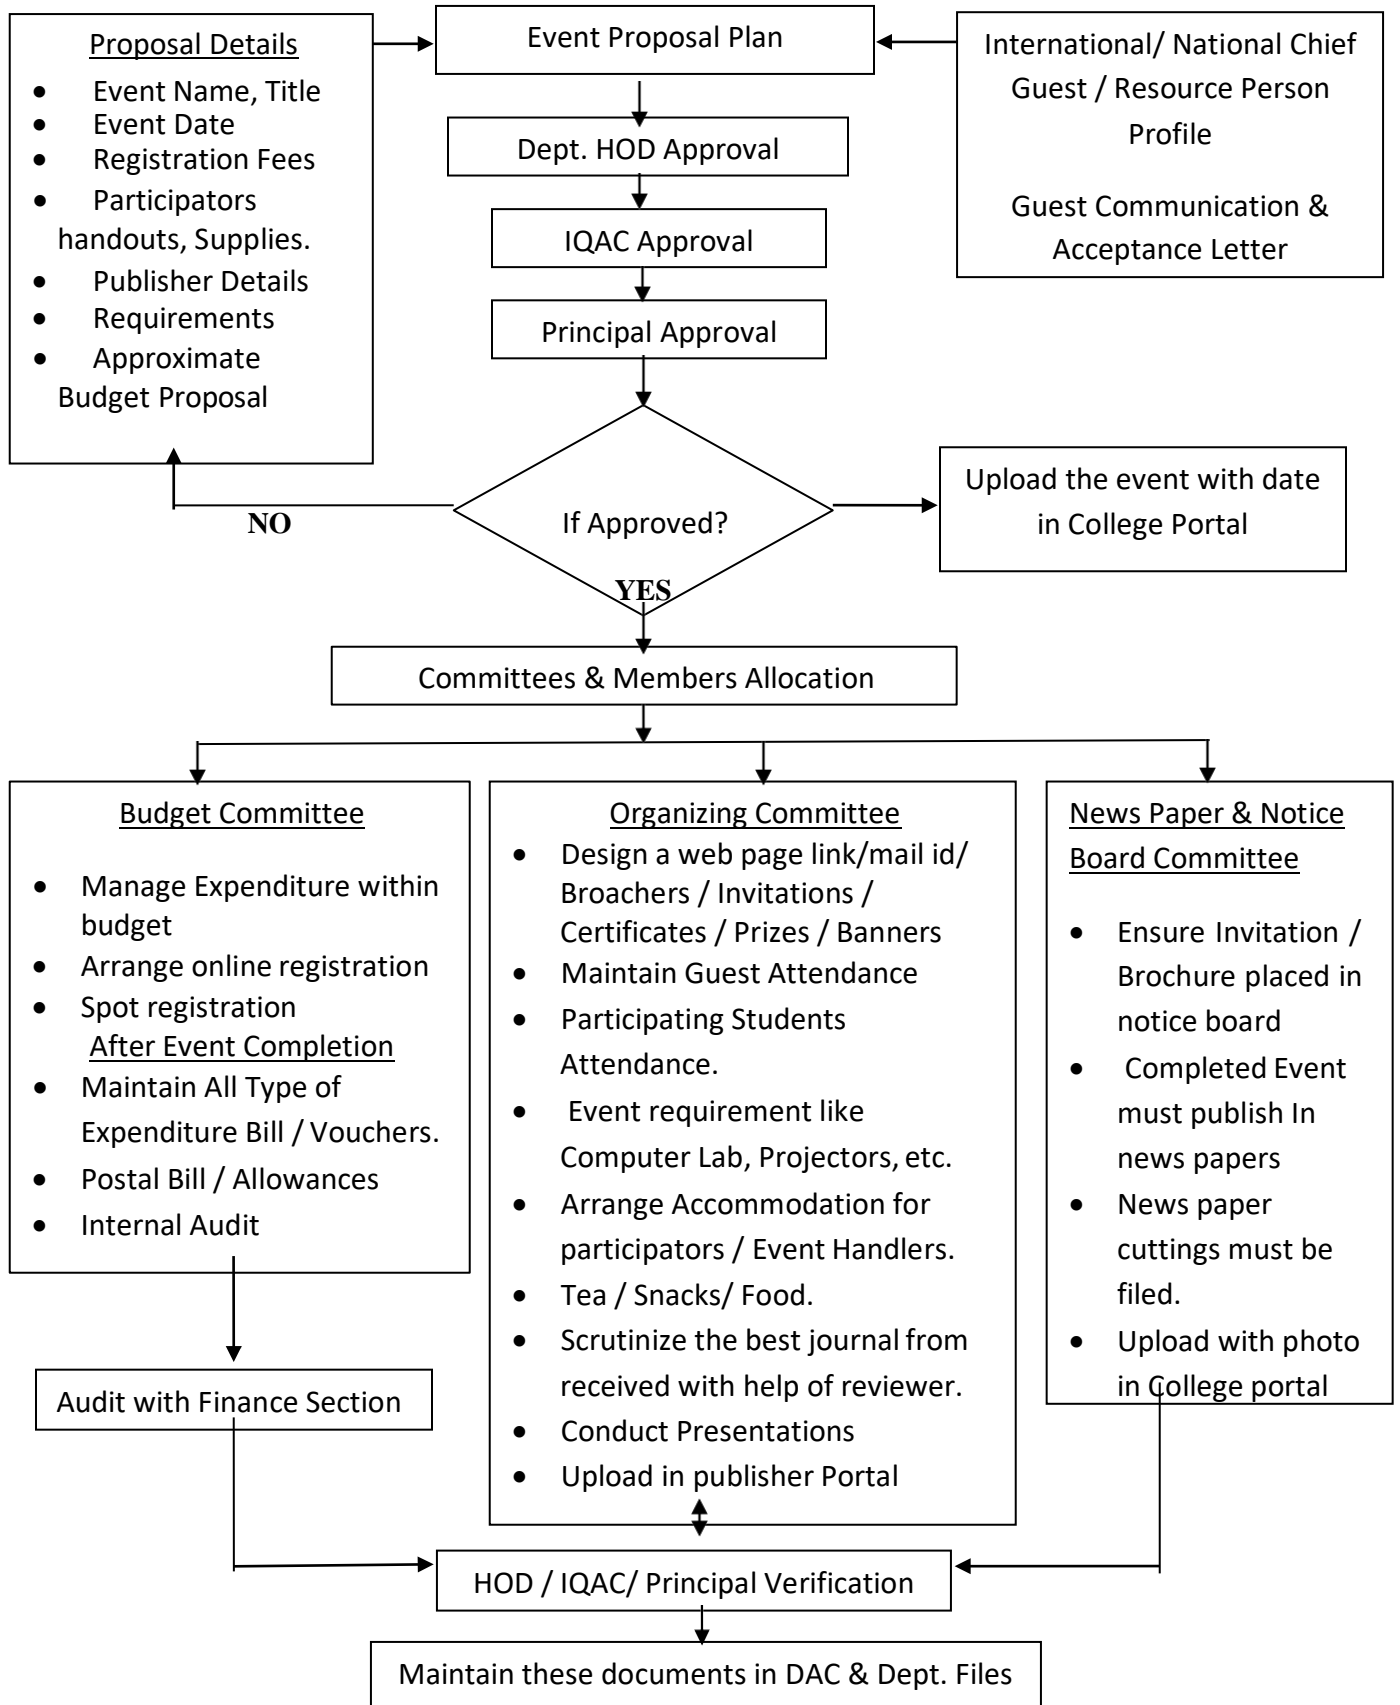 Proposal Details
• Event Name, Title
• Event Date
• Registration Fees
• Participators
handouts, Supplies.
• Publisher Details
• Requirements
• Approximate
Budget Proposal
Event Proposal Plan
International/ National Chief
Guest / Resource Person
Profile
Guest Communication &
Acceptance Letter
Dept. HOD Approval
IQAC Approval
Principal Approval
If Approved?
NO
YES
Upload the event with date
in College Portal
Committees & Members Allocation
Budget Committee
• Manage Expenditure within
budget
• Arrange online registration
• Spot registration
After Event Completion
• Maintain All Type of
Expenditure Bill / Vouchers.
• Postal Bill / Allowances
• Internal Audit
Organizing Committee
• Design a web page link/mail id/
Broachers / Invitations /
Certificates / Prizes / Banners
• Maintain Guest Attendance
• Participating Students
Attendance.
• Event requirement like
Computer Lab, Projectors, etc.
• Arrange Accommodation for
participators / Event Handlers.
• Tea / Snacks/ Food.
• Scrutinize the best journal from
received with help of reviewer.
• Conduct Presentations
• Upload in publisher Portal
News Paper & Notice
Board Committee
• Ensure Invitation /
Brochure placed in
notice board
• Completed Event
must publish In
news papers
• News paper
cuttings must be
filed.
• Upload with photo
in College portal
Audit with Finance Section
HOD / IQAC/ Principal Verification
Maintain these documents in DAC & Dept. Files